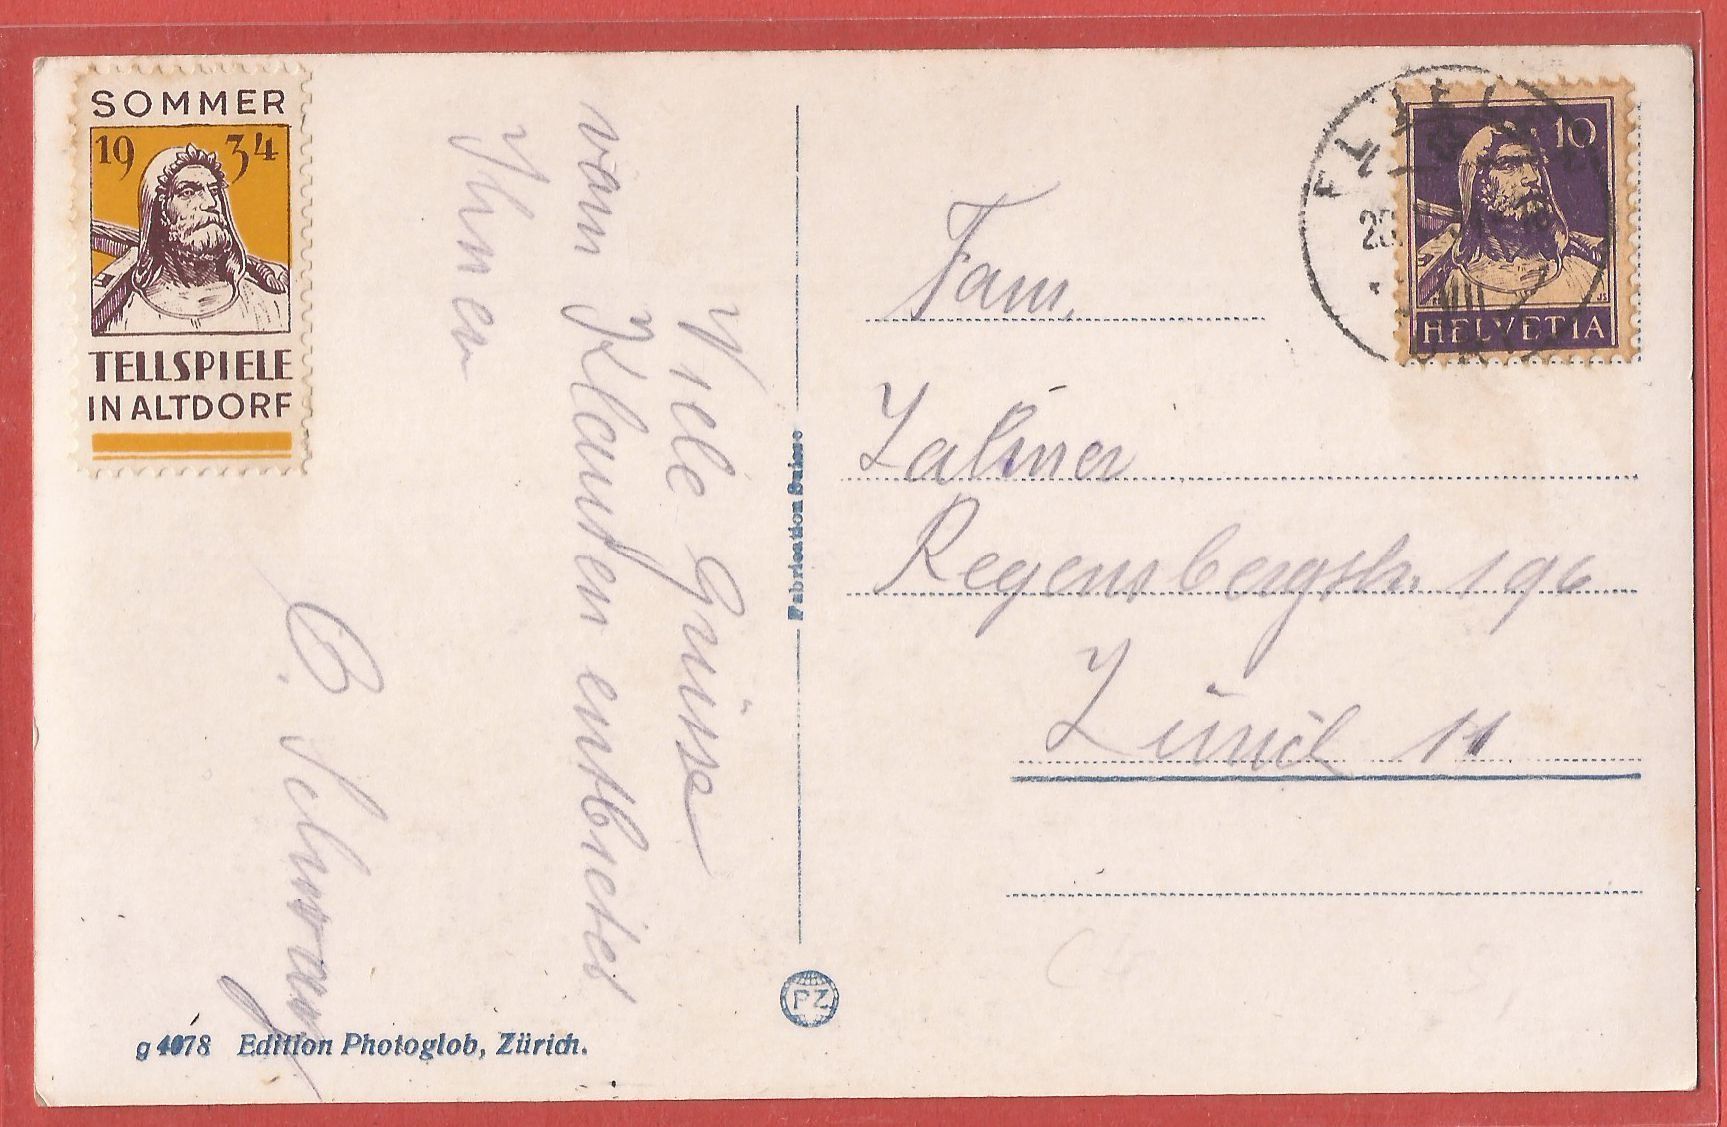 SOMMER
1934
TELLSPIELE
IN ALTDORF
Viele Grüsse
vom Klausen entbietet
Ihnen
g 4078 Edition Photoglob, Zürich.
Fabrication Suisse
PZ
10
HELVETIA
Fam.
Regensbergstr. 196
Zürich 11